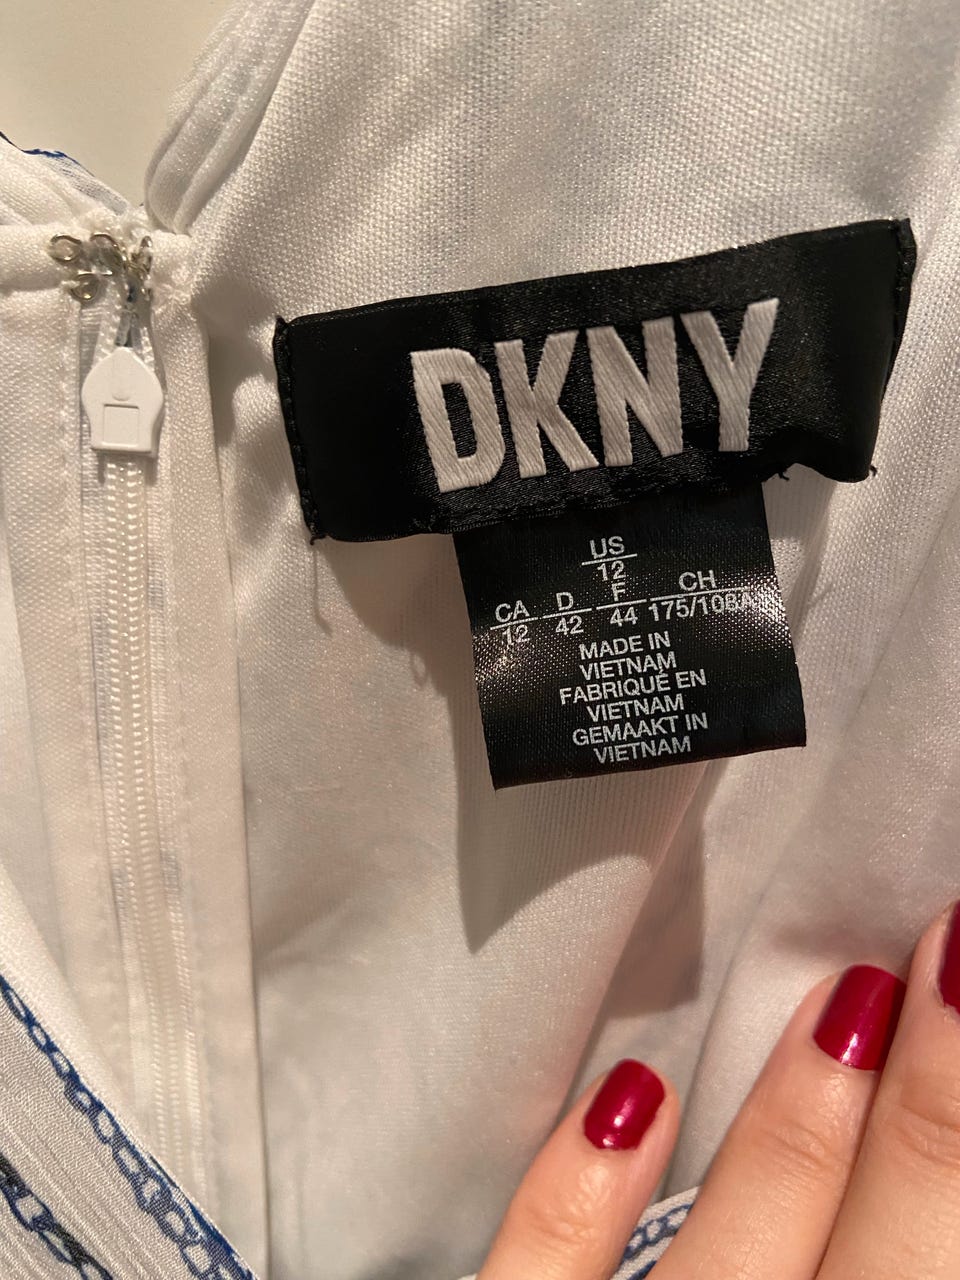 DKNY
US
12
CA D F CH
12 42 44 175/108A
MADE IN
VIETNAM
FABRIQUÉ EN
VIETNAM
GEMAAKT IN
VIETNAM